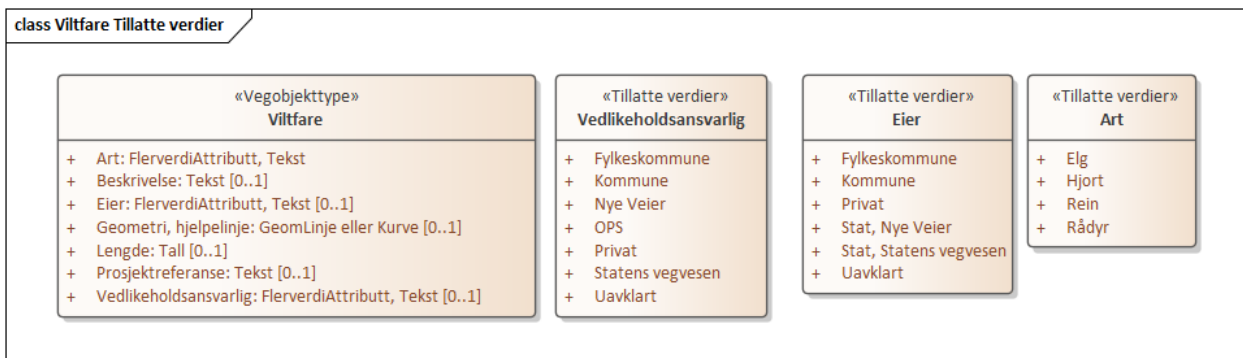 class Viltfare Tillatte verdier
«Vegobjekttype»
Viltfare
+ Art: FlerverdiAttributt, Tekst
+ Beskrivelse: Tekst [0..1]
+ Eier: FlerverdiAttributt, Tekst [0..1]
+ Geometri, hjelpelinje: GeomLinje eller Kurve [0..1]
+ Lengde: Tall [0..1]
+ Prosjektreferanse: Tekst [0..1]
+ Vedlikeholdsansvarlig: FlerverdiAttributt, Tekst [0..1]
«Tillatte verdier»
Vedlikeholdsansvarlig
+ Fylkeskommune
+ Kommune
+ Nye Veier
+ OPS
+ Privat
+ Statens vegvesen
+ Uavklart
«Tillatte verdier»
Eier
+ Fylkeskommune
+ Kommune
+ Privat
+ Stat, Nye Veier
+ Stat, Statens vegvesen
+ Uavklart
«Tillatte verdier»
Art
+ Elg
+ Hjort
+ Rein
+ Rådyr